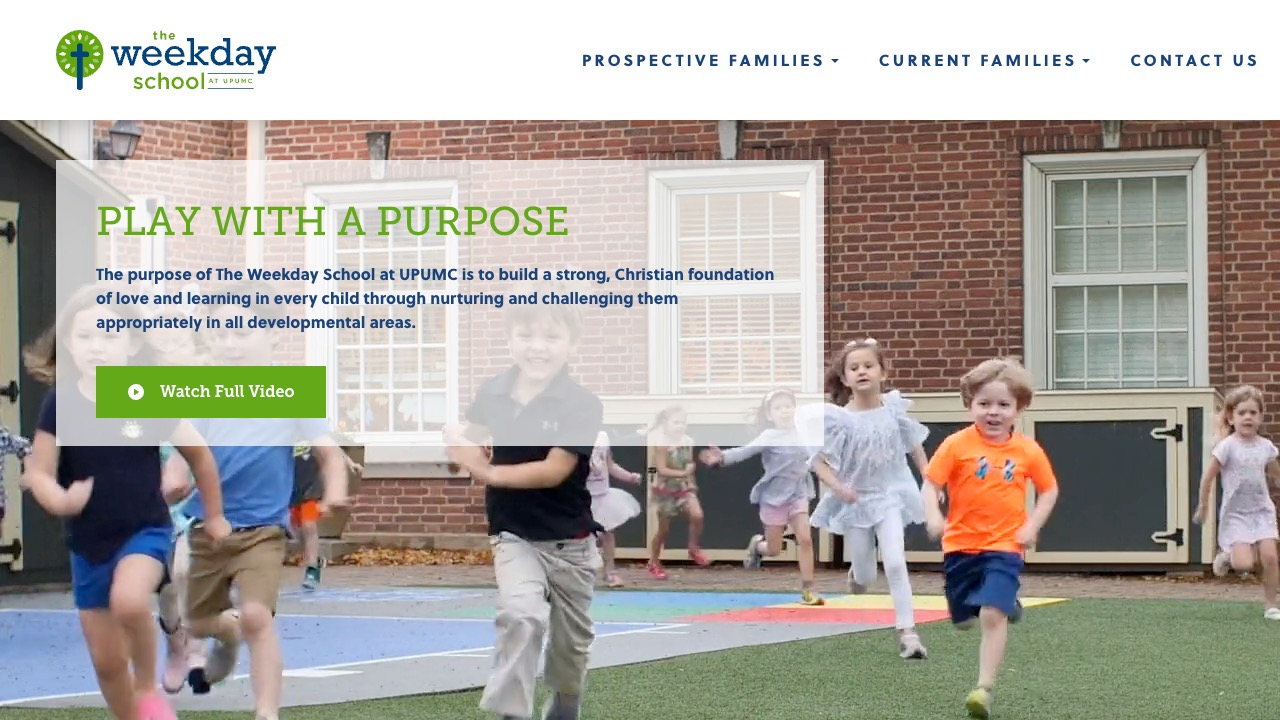 the
weekday
school AT UPUMC
PROSPECTIVE FAMILIES
CURRENT FAMILIES
CONTACT US
PLAY WITH A PURPOSE
The purpose of The Weekday School at UPUMC is to build a strong, Christian foundation
of love and learning in every child through nurturing and challenging them
appropriately in all developmental areas.
Watch Full Video